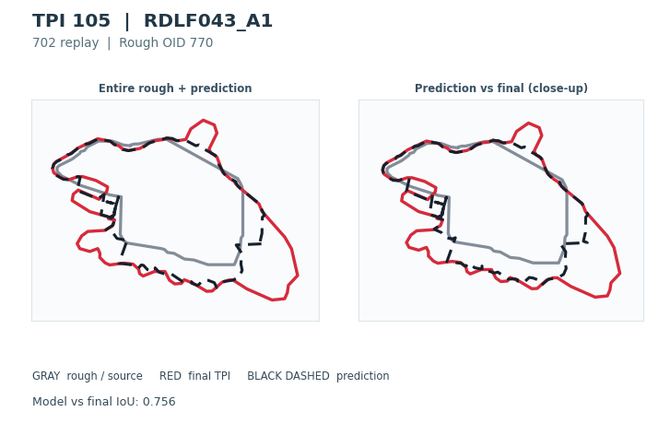 TPI 105 | RDLF043_A1
702 replay | Rough OID 770
Entire rough + prediction
Prediction vs final (close-up)
GRAY rough / source RED final TPI BLACK DASHED prediction
Model vs final IoU: 0.756